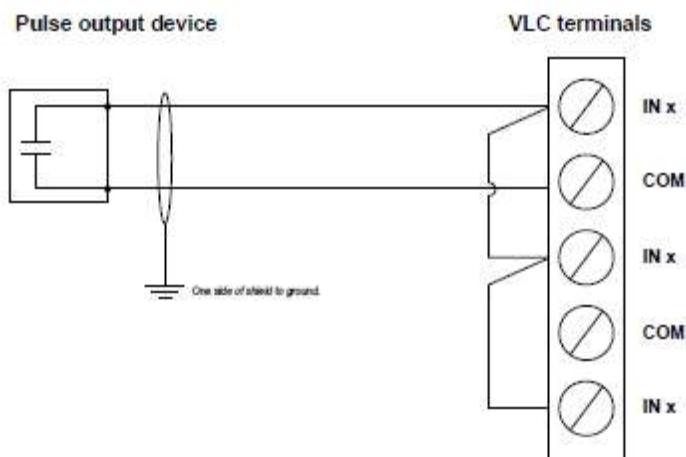 Pulse output device
VLC terminals
IN x
COM
IN x
One side of shield to ground.
COM
IN x